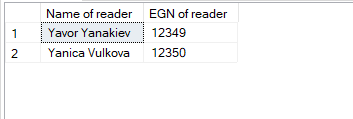 Name of reader EGN of reader
1 Yavor Yanakiev 12349
2 Yanica Vulkova 12350